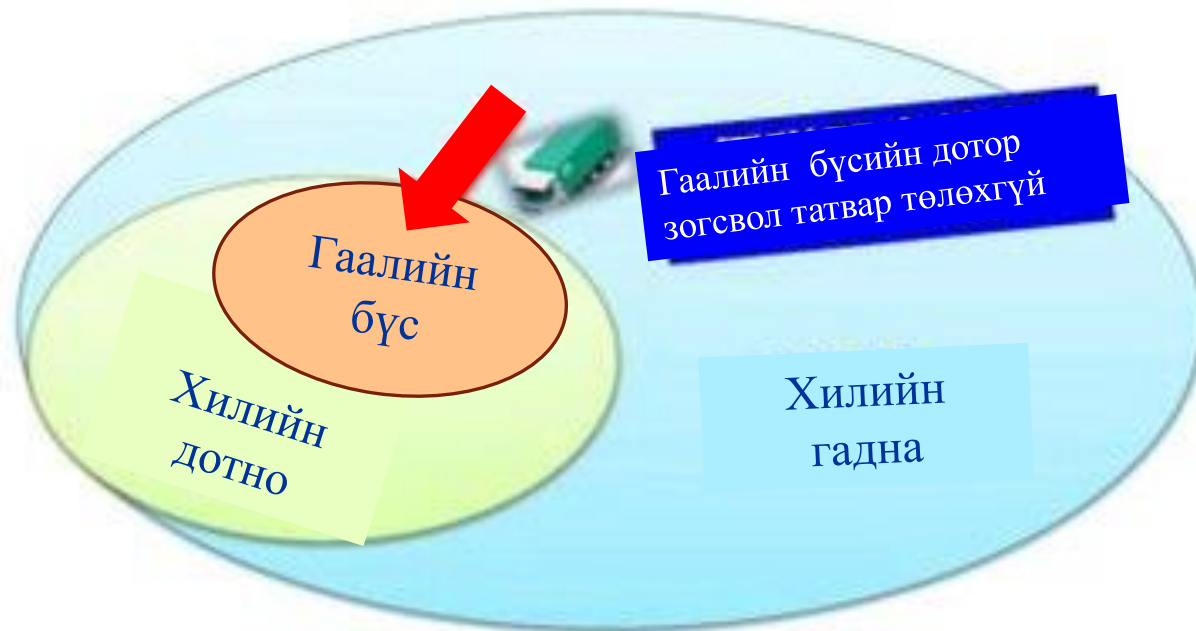 Гаалийн бүсийн дотор
зогсвол татвар төлөхгүй
Гаалийн
бүс
Хилийн
дотно
Хилийн
гадна